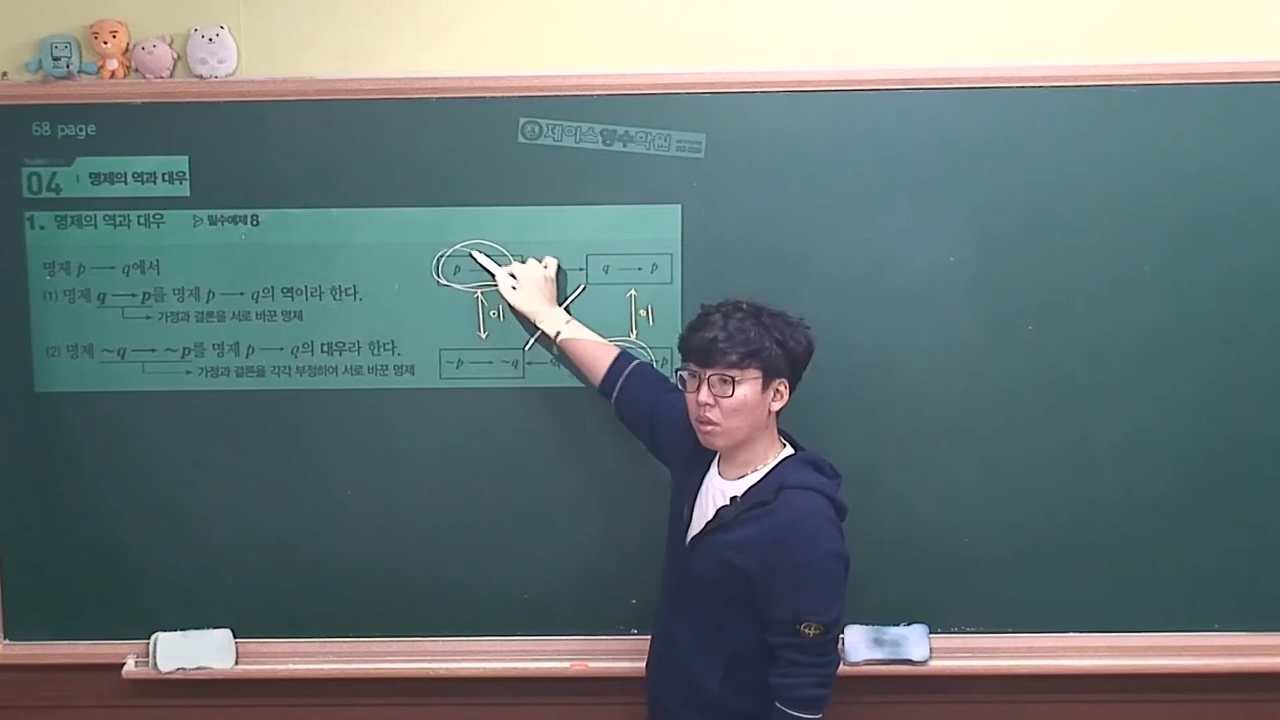 68 page
제이스영수학원
04 명제의 역과 대우
1. 명제의 역과 대우 ▷ 필수예제 8
명제 p → q에서
(1) 명제 q → p를 명제 p → q의 역이라 한다.
가정과 결론을 서로 바꾼 명제
(2) 명제 ~q → ~p를 명제 p → q의 대우라 한다.
가정과 결론을 각각 부정하여 서로 바꾼 명제
p → q → p
이 이
~p → ~q ← p